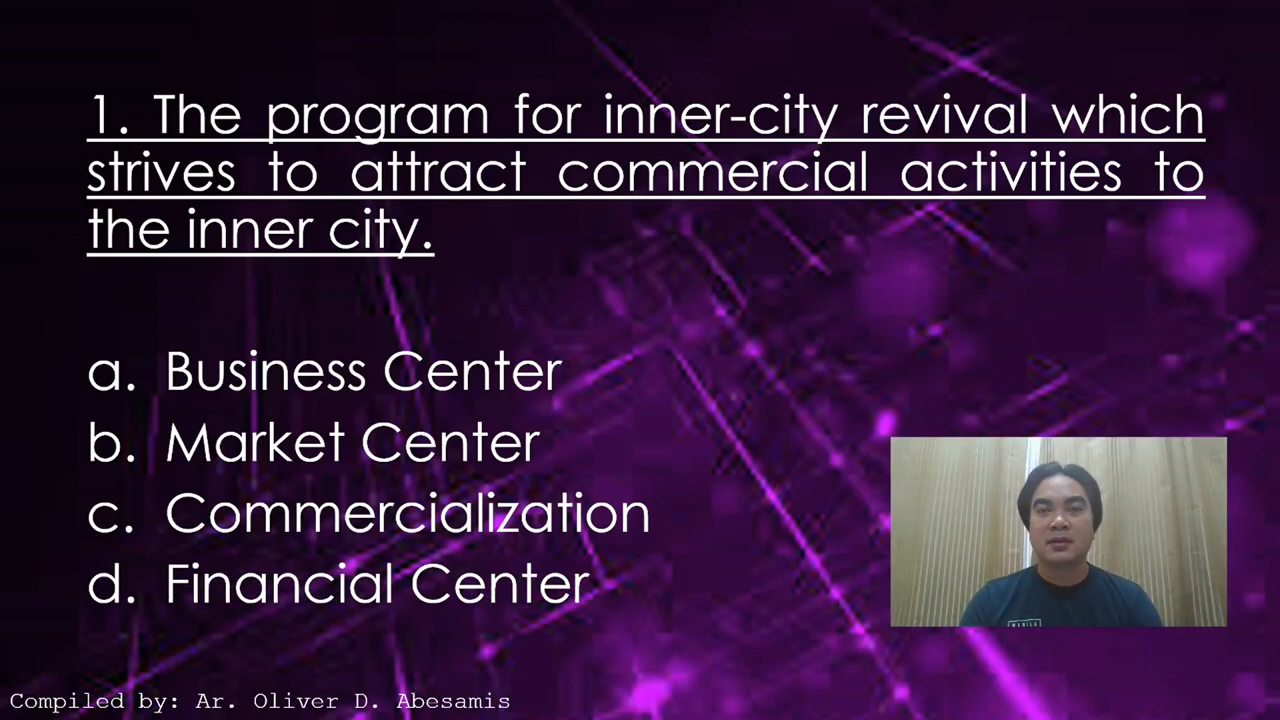 1. The program for inner-city revival which
strives to attract commercial activities to
the inner city.
a. Business Center
b. Market Center
c. Commercialization
d. Financial Center
Compiled by: Ar. Oliver D. Abesamis